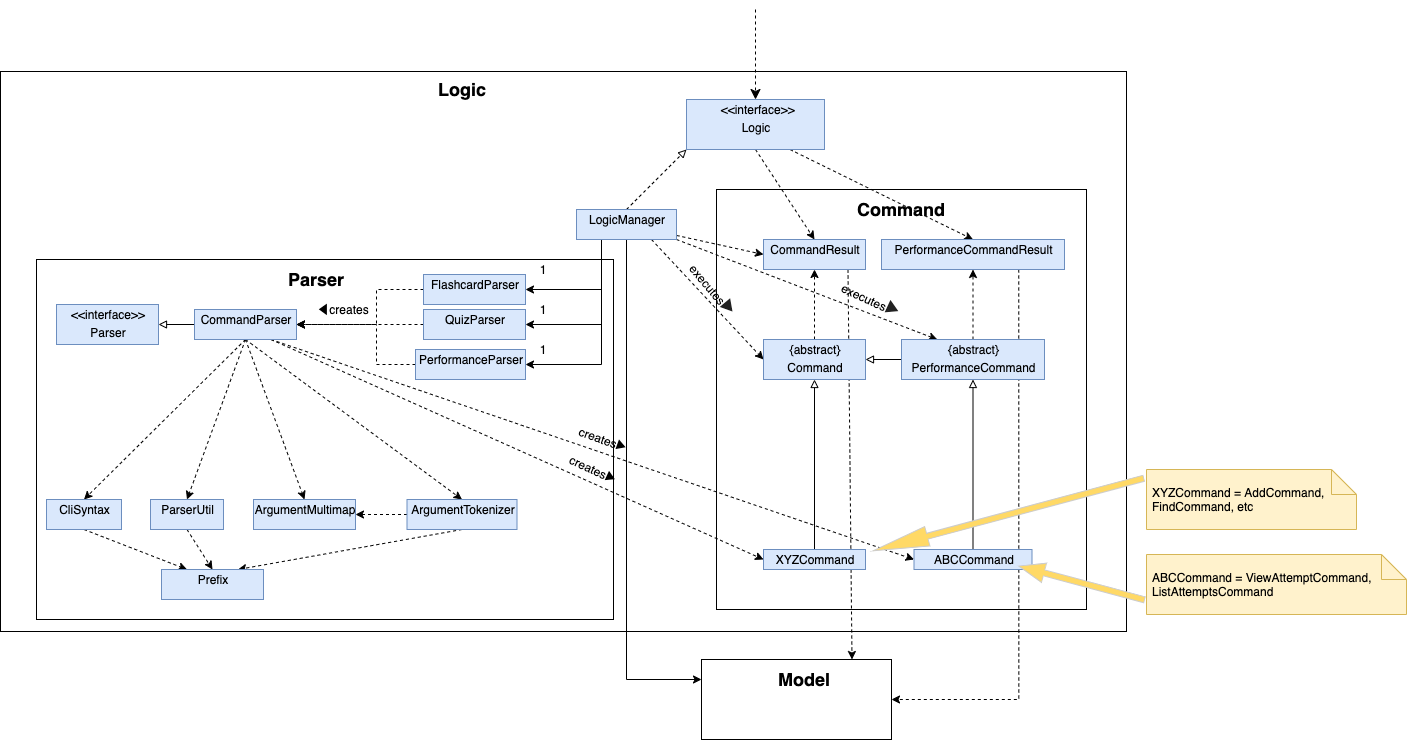 Logic
<<interface>>
Logic
LogicManager
Command
CommandResult
PerformanceCommandResult
executes
executes
{abstract}
Command
{abstract}
PerformanceCommand
Parser
FlashcardParser
1
<<interface>>
Parser
CommandParser
creates
QuizParser
1
PerformanceParser
1
creates
creates
CliSyntax
ParserUtil
ArgumentMultimap
ArgumentTokenizer
Prefix
XYZCommand
ABCCommand
XYZCommand = AddCommand,
FindCommand, etc
ABCCommand = ViewAttemptCommand,
ListAttemptsCommand
Model